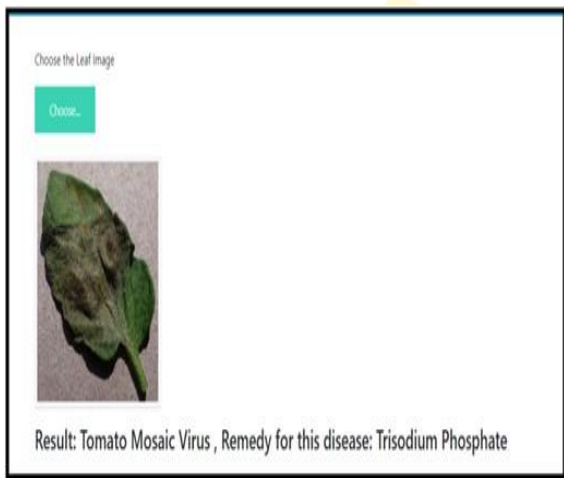 Choose the Leaf Image
Choose...
Result: Tomato Mosaic Virus , Remedy for this disease: Trisodium Phosphate